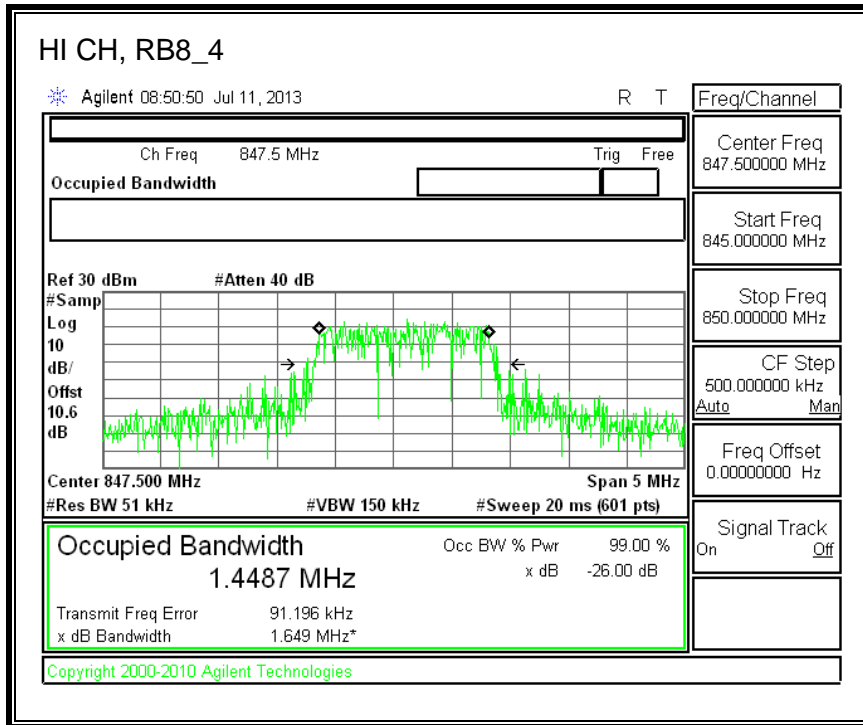 HI CH, RB8_4
Agilent 08:50:50 Jul 11, 2013 R T
Freq/Channel
Ch Freq 847.5 MHz Trig Free
Occupied Bandwidth
Center Freq
847.500000 MHz
Start Freq
845.000000 MHz
Stop Freq
850.000000 MHz
CF Step
500.000000 kHz
Auto Man
Freq Offset
0.00000000 Hz
Signal Track
On Off
Ref 30 dBm #Atten 40 dB
#Samp
Log
10
dB/
Offst
10.6
dB
Center 847.500 MHz Span 5 MHz
#Res BW 51 kHz #VBW 150 kHz #Sweep 20 ms (601 pts)
Occupied Bandwidth Occ BW % Pwr 99.00 %
1.4487 MHz x dB -26.00 dB
Transmit Freq Error 91.196 kHz
x dB Bandwidth 1.649 MHz*
Copyright 2000-2010 Agilent Technologies